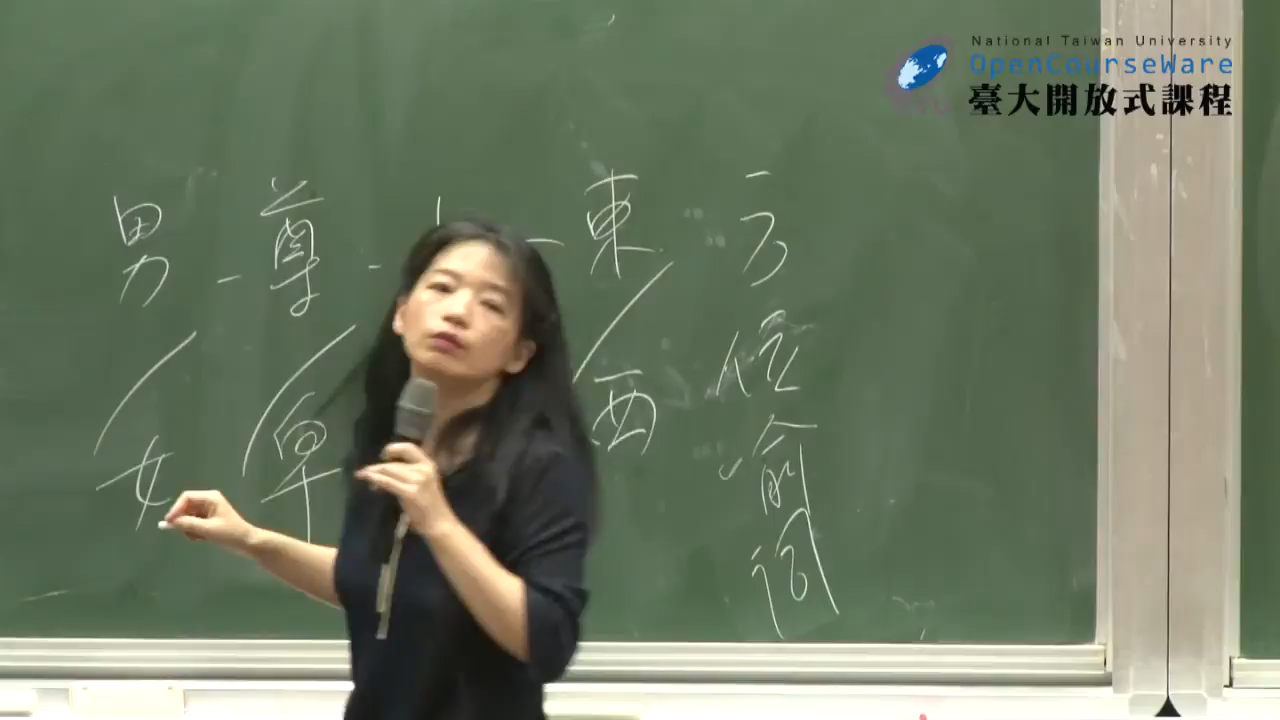 National Taiwan University
OpenCourseWare
臺大開放式課程
男 - 尊 - 東
女 卑 西
方
位
喻
詞